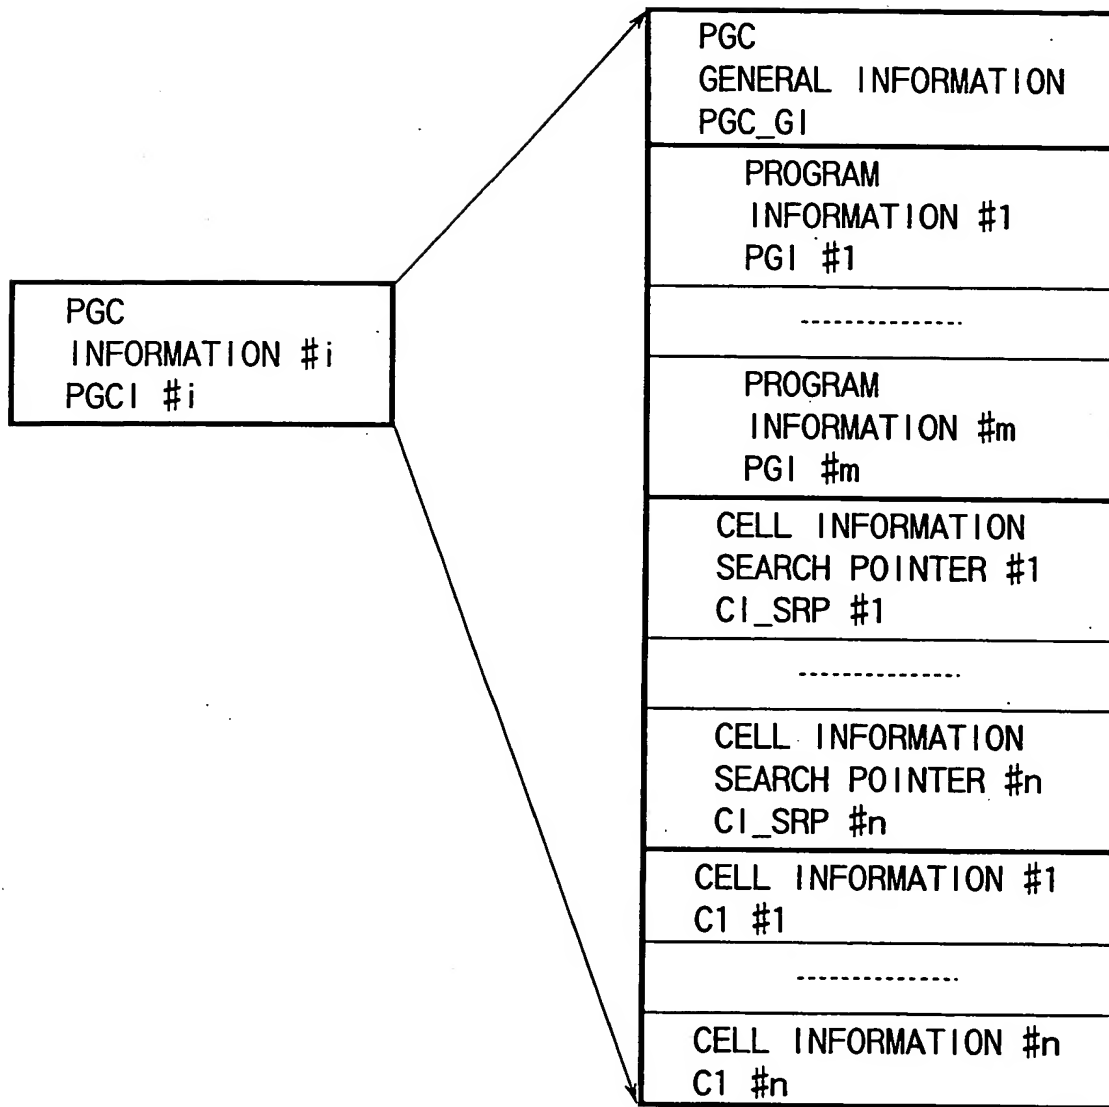 PGC
GENERAL INFORMATION
PGC_GI
PROGRAM
INFORMATION #1
PGI #1
PGC
INFORMATION #i
PGCI #i
PROGRAM
INFORMATION #m
PGI #m
CELL INFORMATION
SEARCH POINTER #1
CI_SRP #1
CELL INFORMATION
SEARCH POINTER #n
CI_SRP #n
CELL INFORMATION #1
C1 #1
CELL INFORMATION #n
C1 #n